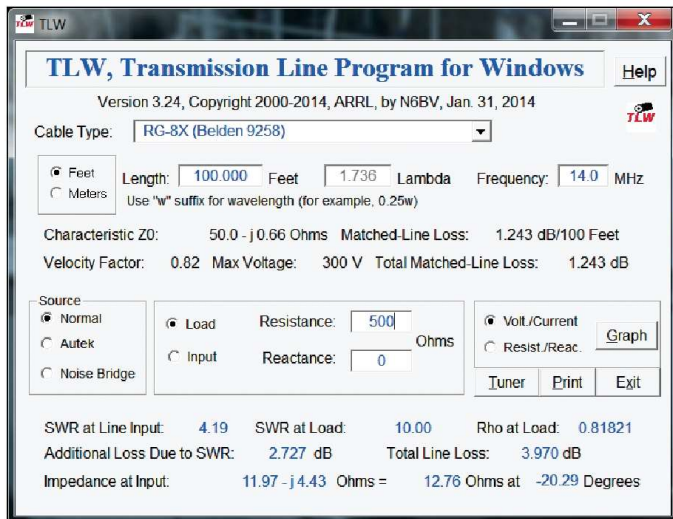 TLW TLW
TLW, Transmission Line Program for Windows
Help
Version 3.24, Copyright 2000-2014, ARRL, by N6BV, Jan. 31, 2014
TLW
Cable Type: RG-8X (Belden 9258)
Feet
Meters
Length: 100.000 Feet 1.736 Lambda Frequency: 14.0 MHz
Use "w" suffix for wavelength (for example, 0.25w)
Characteristic Z0: 50.0 - j 0.66 Ohms Matched-Line Loss: 1.243 dB/100 Feet
Velocity Factor: 0.82 Max Voltage: 300 V Total Matched-Line Loss: 1.243 dB
Source
Normal
Autek
Noise Bridge
Load
Input
Resistance: 500
Ohms
Reactance: 0
Volt./Current
Resist./Reac.
Graph
Tuner Print Exit
SWR at Line Input: 4.19 SWR at Load: 10.00 Rho at Load: 0.81821
Additional Loss Due to SWR: 2.727 dB Total Line Loss: 3.970 dB
Impedance at Input: 11.97 - j 4.43 Ohms = 12.76 Ohms at -20.29 Degrees